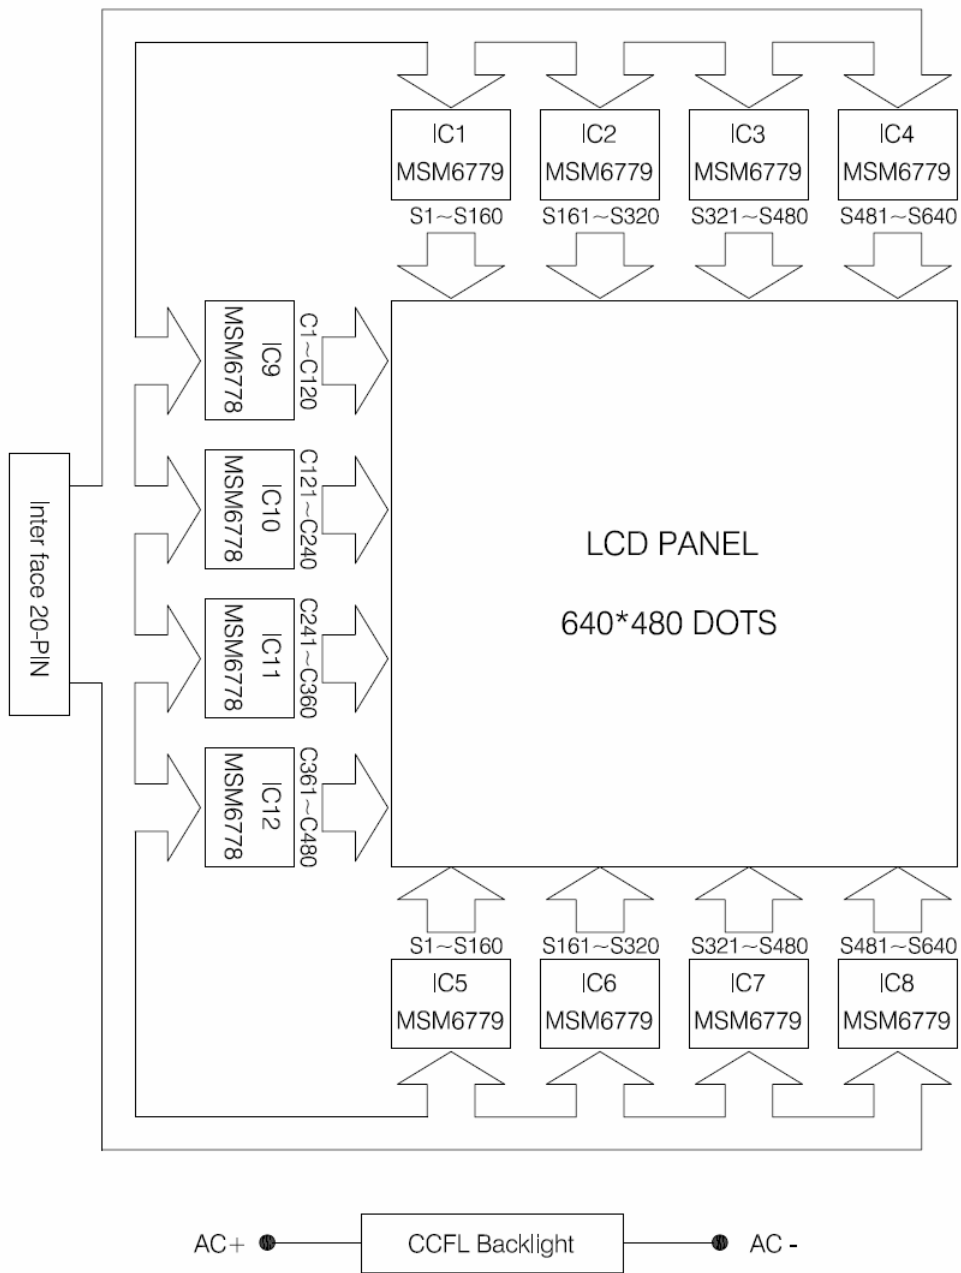 IC1
MSM6779
S1~S160
IC2
MSM6779
S161~S320
IC3
MSM6779
S321~S480
IC4
MSM6779
S481~S640
IC9
MSM6778
C1~C120
IC10
MSM6778
C121~C240
IC11
MSM6778
C241~C360
IC12
MSM6778
C361~C480
Inter face 20-PIN
LCD PANEL
640*480 DOTS
S1~S160
IC5
MSM6779
S161~S320
IC6
MSM6779
S321~S480
IC7
MSM6779
S481~S640
IC8
MSM6779
AC+
CCFL Backlight
AC -